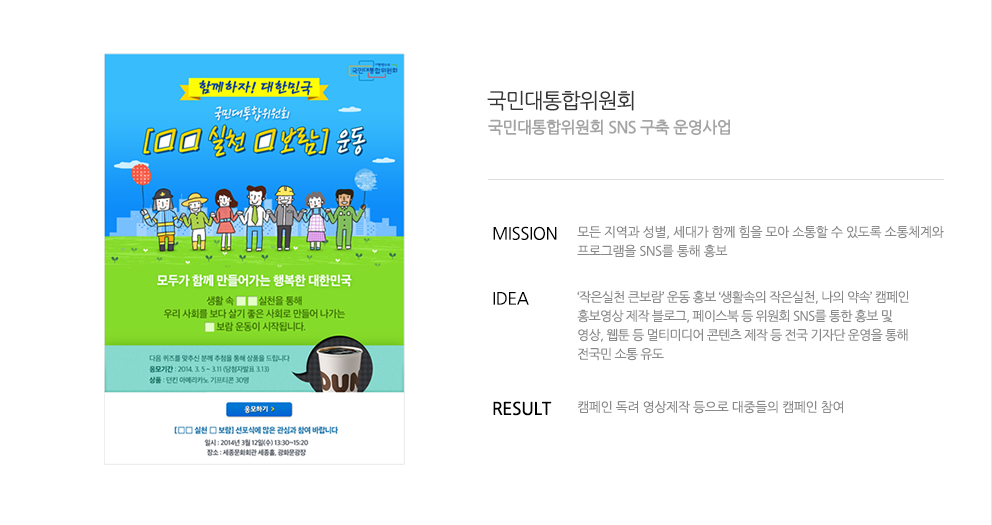 국민대통합위원회
함께하자! 대한민국
국민대통합위원회
[□□ 실천 □보람] 운동
모두가 함께 만들어가는 행복한 대한민국
생활 속 ■■실천을 통해
우리 사회를 보다 살기 좋은 사회로 만들어 나가는
■보람 운동이 시작됩니다.
다음 퀴즈를 맞추신 분께 추첨을 통해 상품을 드립니다
응모기간 : 2014. 3. 5 ~ 3.11 (당첨자발표 3.13)
상품 : 던킨 아메리카노 기프티콘 30명
DUN
응모하기 >
[□□ 실천 □ 보람] 선포식에 많은 관심과 참여 바랍니다
일시 : 2014년 3월 12일(수) 13:30~15:20
장소 : 세종문화회관 세종홀, 광화문광장
국민대통합위원회
국민대통합위원회 SNS 구축 운영사업
MISSION
모든 지역과 성별, 세대가 함께 힘을 모아 소통할 수 있도록 소통체계와
프로그램을 SNS를 통해 홍보
IDEA
‘작은실천 큰보람’ 운동 홍보 ‘생활속의 작은실천, 나의 약속’ 캠페인
홍보영상 제작 블로그, 페이스북 등 위원회 SNS를 통한 홍보 및
영상, 웹툰 등 멀티미디어 콘텐츠 제작 등 전국 기자단 운영을 통해
전국민 소통 유도
RESULT
캠페인 독려 영상제작 등으로 대중들의 캠페인 참여